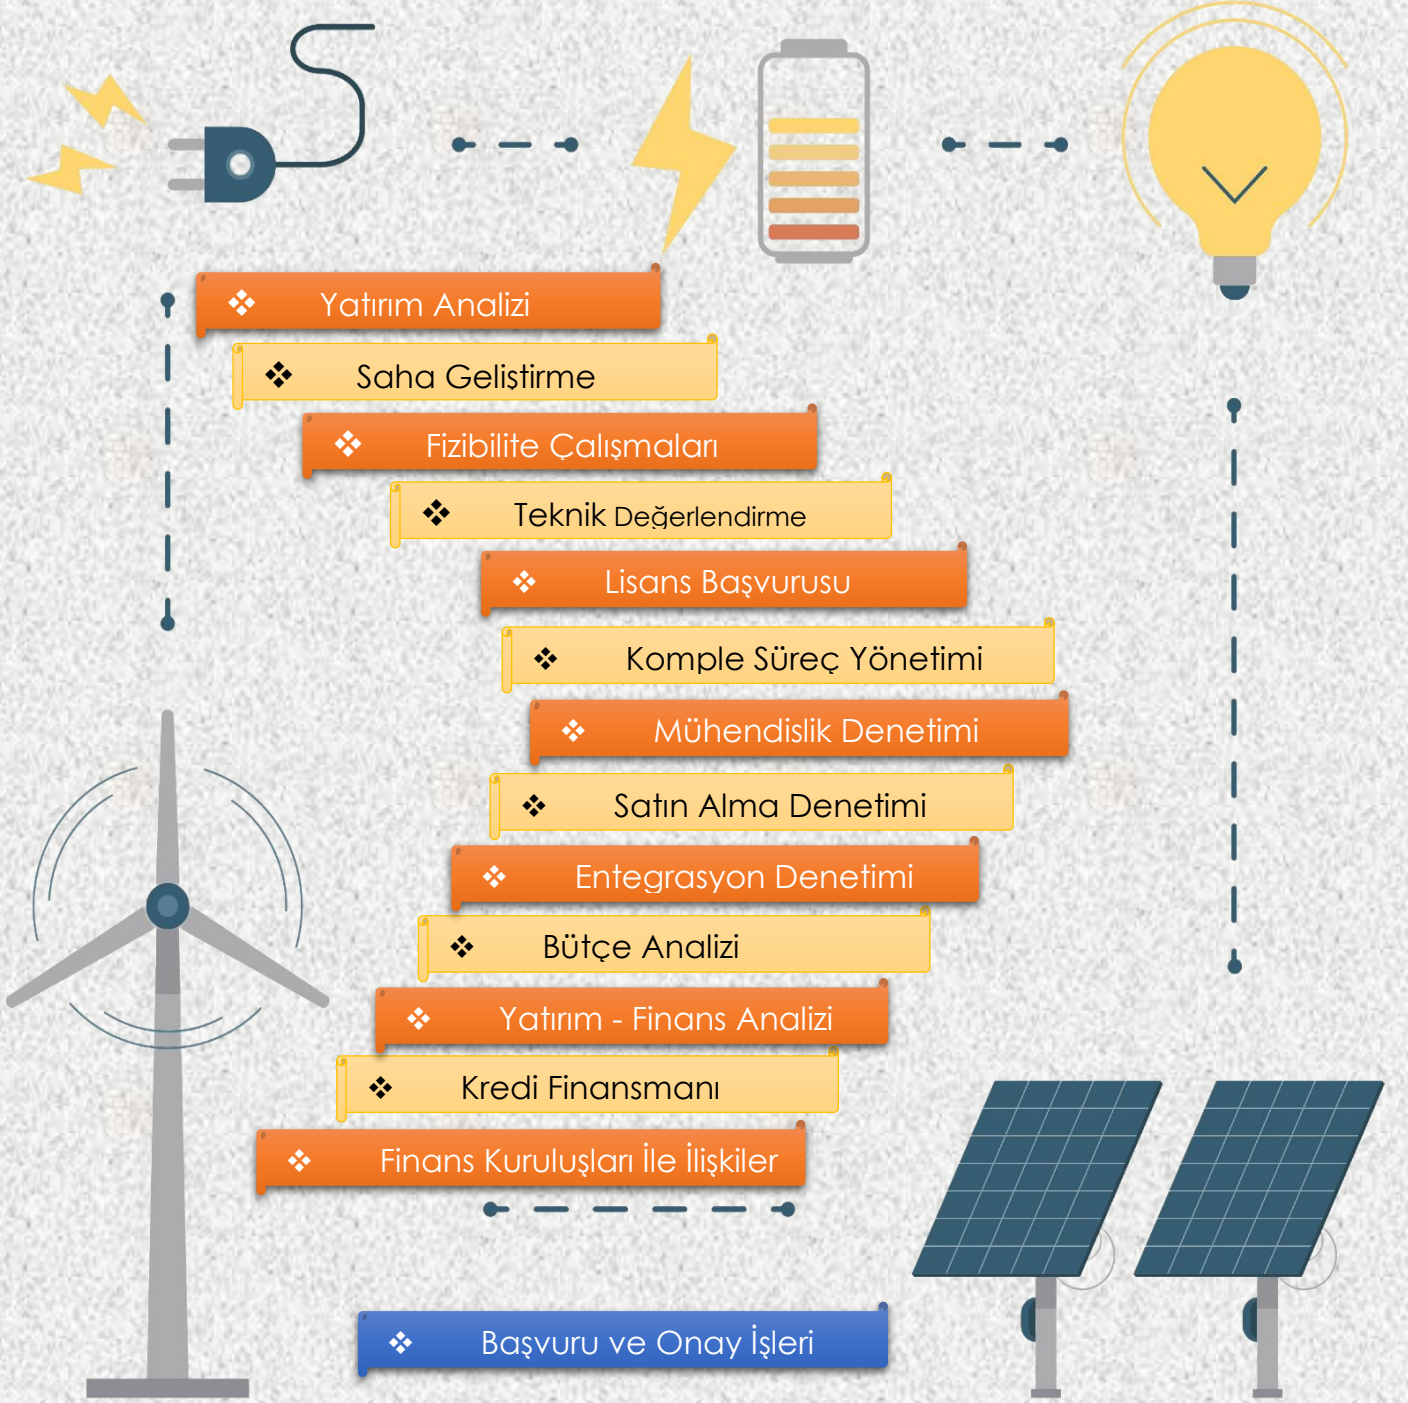 ❖ Yatırım Analizi
❖ Saha Geliştirme
❖ Fizibilite Çalışmaları
❖ Teknik Değerlendirme
❖ Lisans Başvurusu
❖ Komple Süreç Yönetimi
❖ Mühendislik Denetimi
❖ Satın Alma Denetimi
❖ Entegrasyon Denetimi
❖ Bütçe Analizi
❖ Yatırım - Finans Analizi
❖ Kredi Finansmanı
❖ Finans Kuruluşları İle İlişkiler
❖ Başvuru ve Onay İşleri